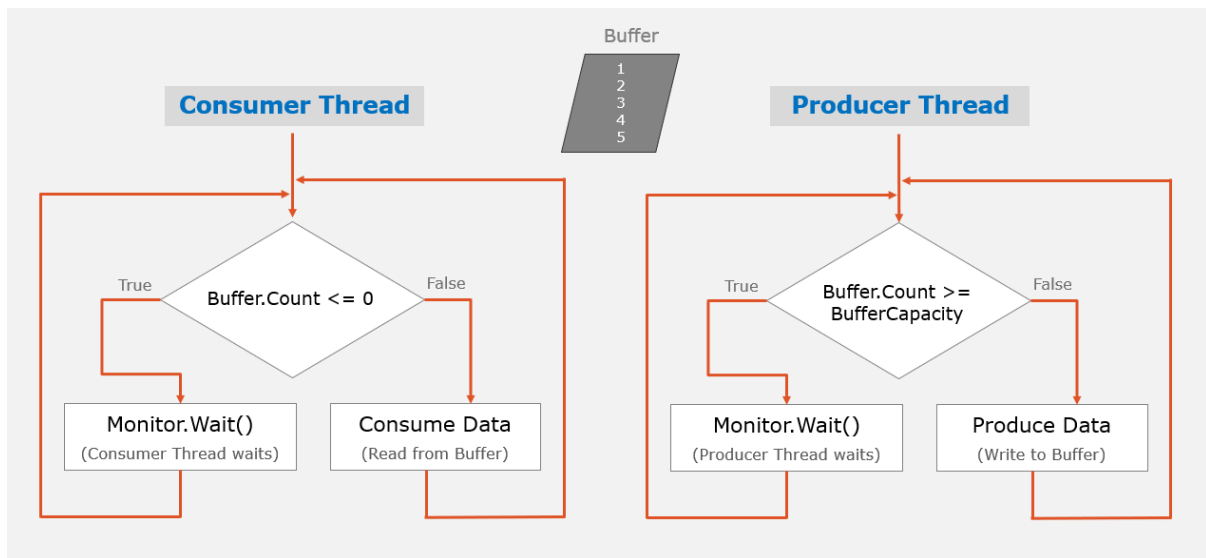 Buffer
1
2
3
4
5
Consumer Thread
True
False
Buffer.Count <= 0
Monitor.Wait()
(Consumer Thread waits)
Consume Data
(Read from Buffer)
Producer Thread
True
False
Buffer.Count >=
BufferCapacity
Monitor.Wait()
(Producer Thread waits)
Produce Data
(Write to Buffer)